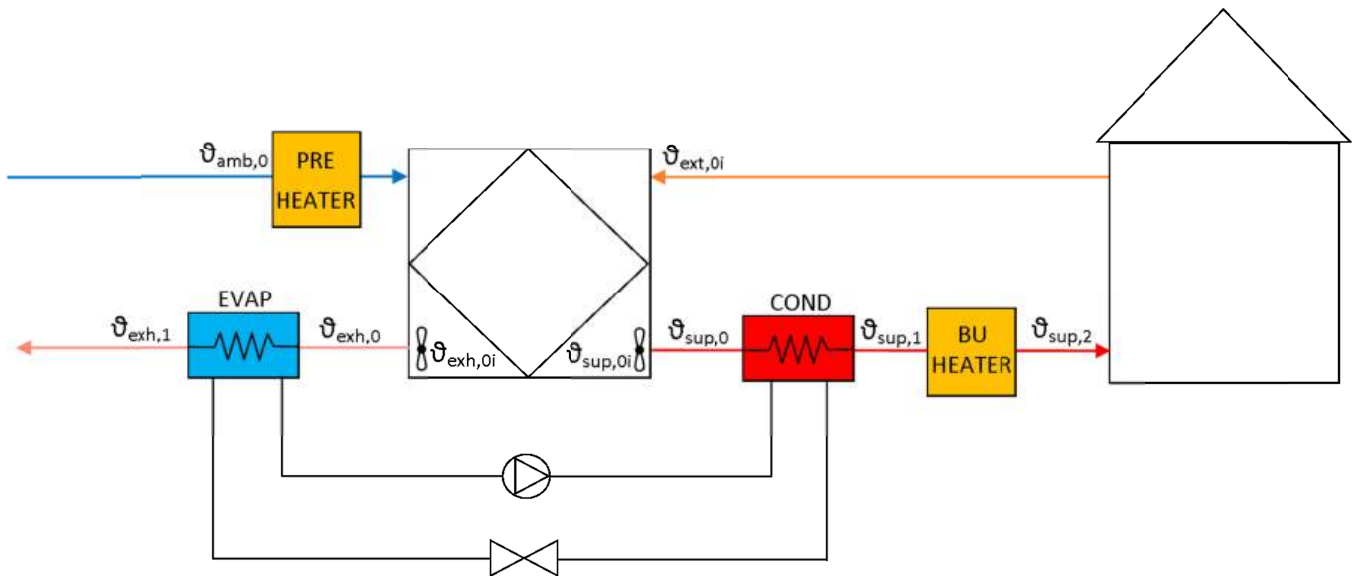 ϑamb,0
PRE
HEATER
ϑext,0i
EVAP
COND
ϑexh,1
ϑexh,0
ϑexh,0i
ϑsup,0i
ϑsup,0
ϑsup,1
BU
HEATER
ϑsup,2